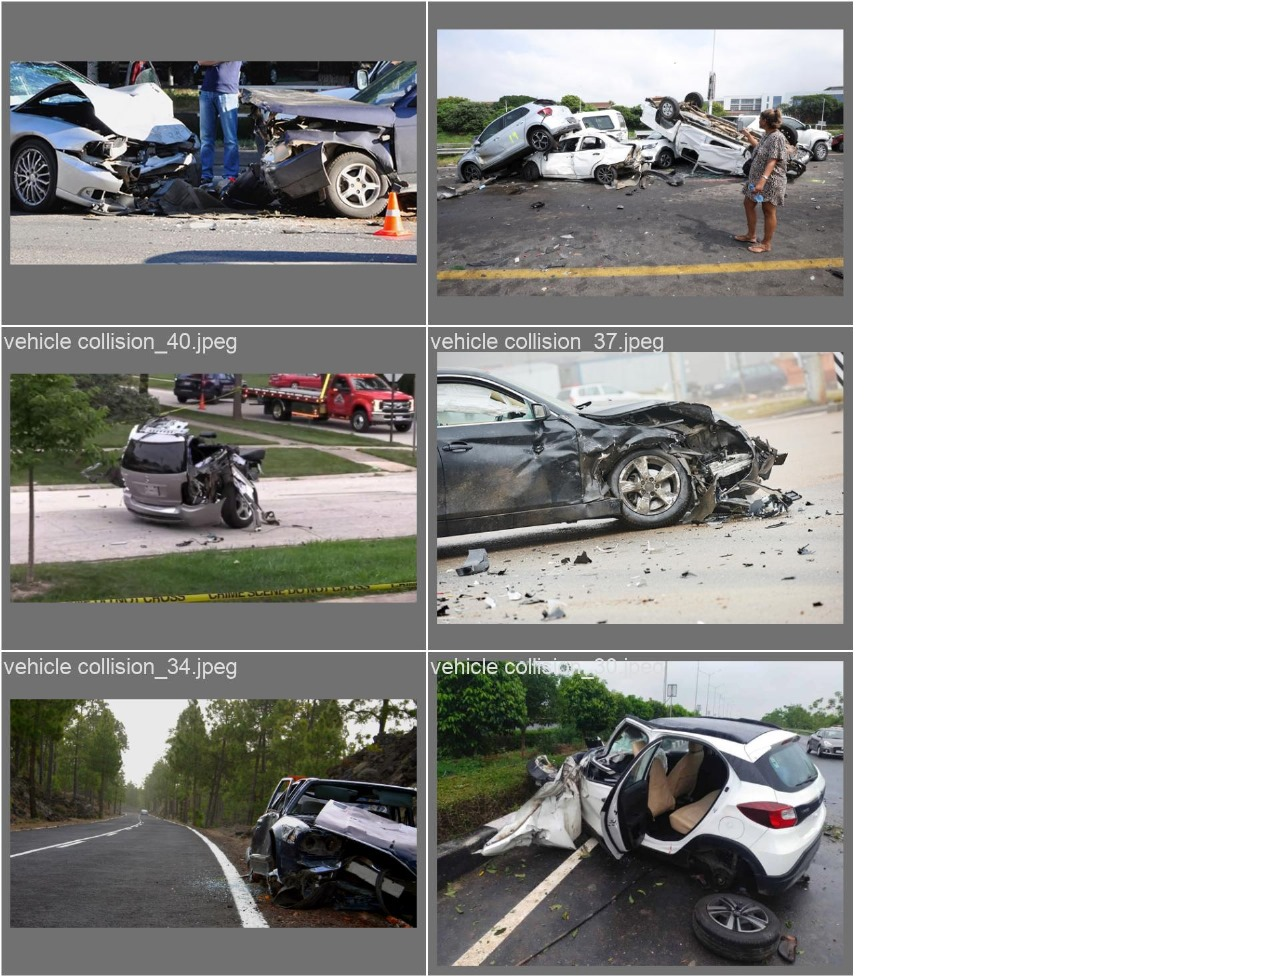 vehicle collision_40.jpeg
vehicle collision_37.jpeg
CRIME SCENE DO NOT CROSS
vehicle collision_34.jpeg